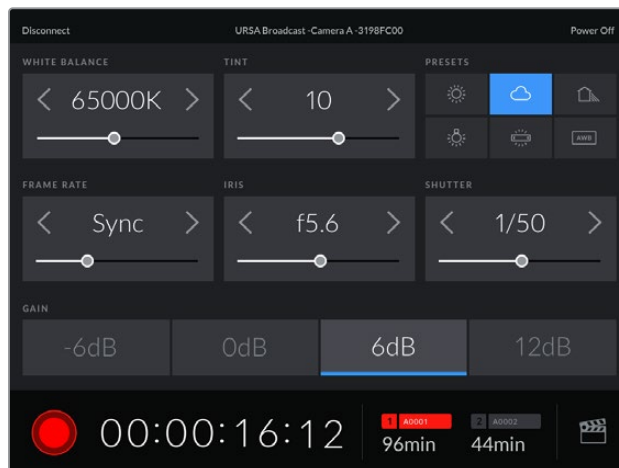 Disconnect
URSA Broadcast -Camera A -3198FC00
Power Off
WHITE BALANCE
TINT
PRESETS
65000K
10
AWB
FRAME RATE
IRIS
SHUTTER
Sync
f5.6
1/50
GAIN
-6dB
0dB
6dB
12dB
00:00:16:12
1 A0001
2 A0002
96min
44min